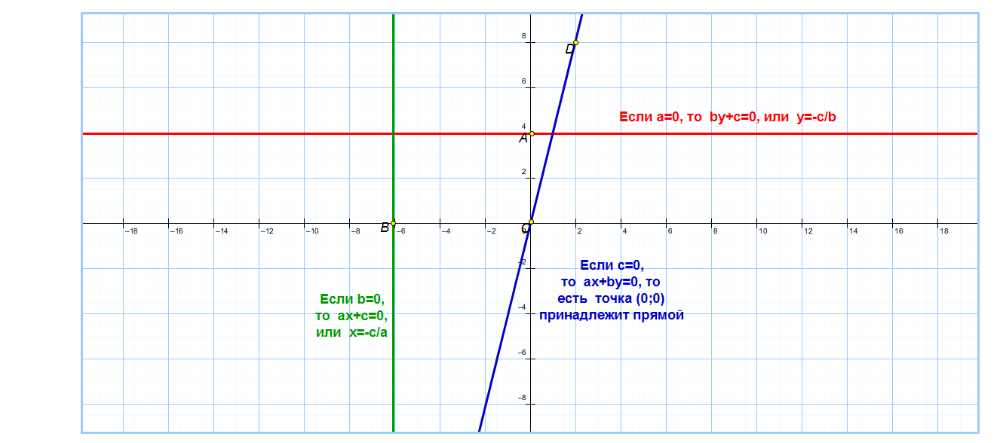 8
D
6
Если a=0, то by+c=0, или y=-c/b
4
A
2
B
C
0
–18 –16 –14 –12 –10 –8 –6 –4 –2 2 4 6 8 10 12 14 16 18
–2
Если c=0,
то ax+by=0, то
есть точка (0;0)
принадлежит прямой
–4
Если b=0,
то ax+c=0,
или x=-c/a
–6
–8